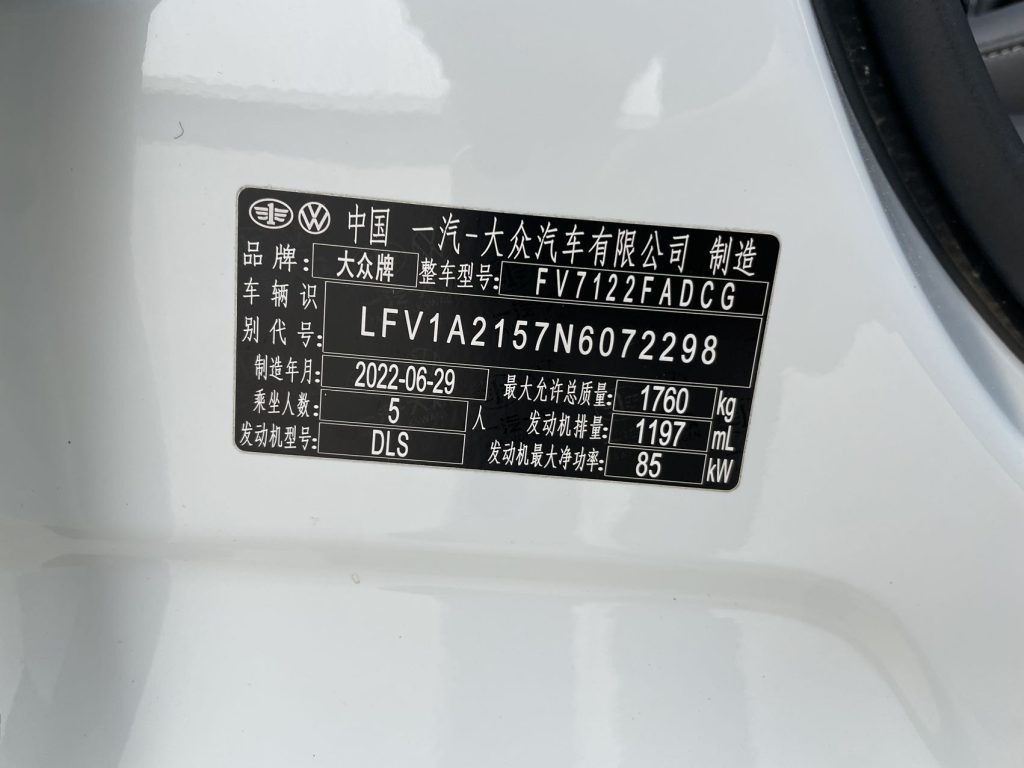 中国 一汽-大众汽车有限公司 制造
品牌: 大众牌 整车型号: FV7122FADCG
车辆识别代号: LFV1A2157N6072298
制造年月: 2022-06-29 最大允许总质量: 1760 kg
乘坐人数: 5 人 发动机排量: 1197 mL
发动机型号: DLS 发动机最大净功率: 85 kW